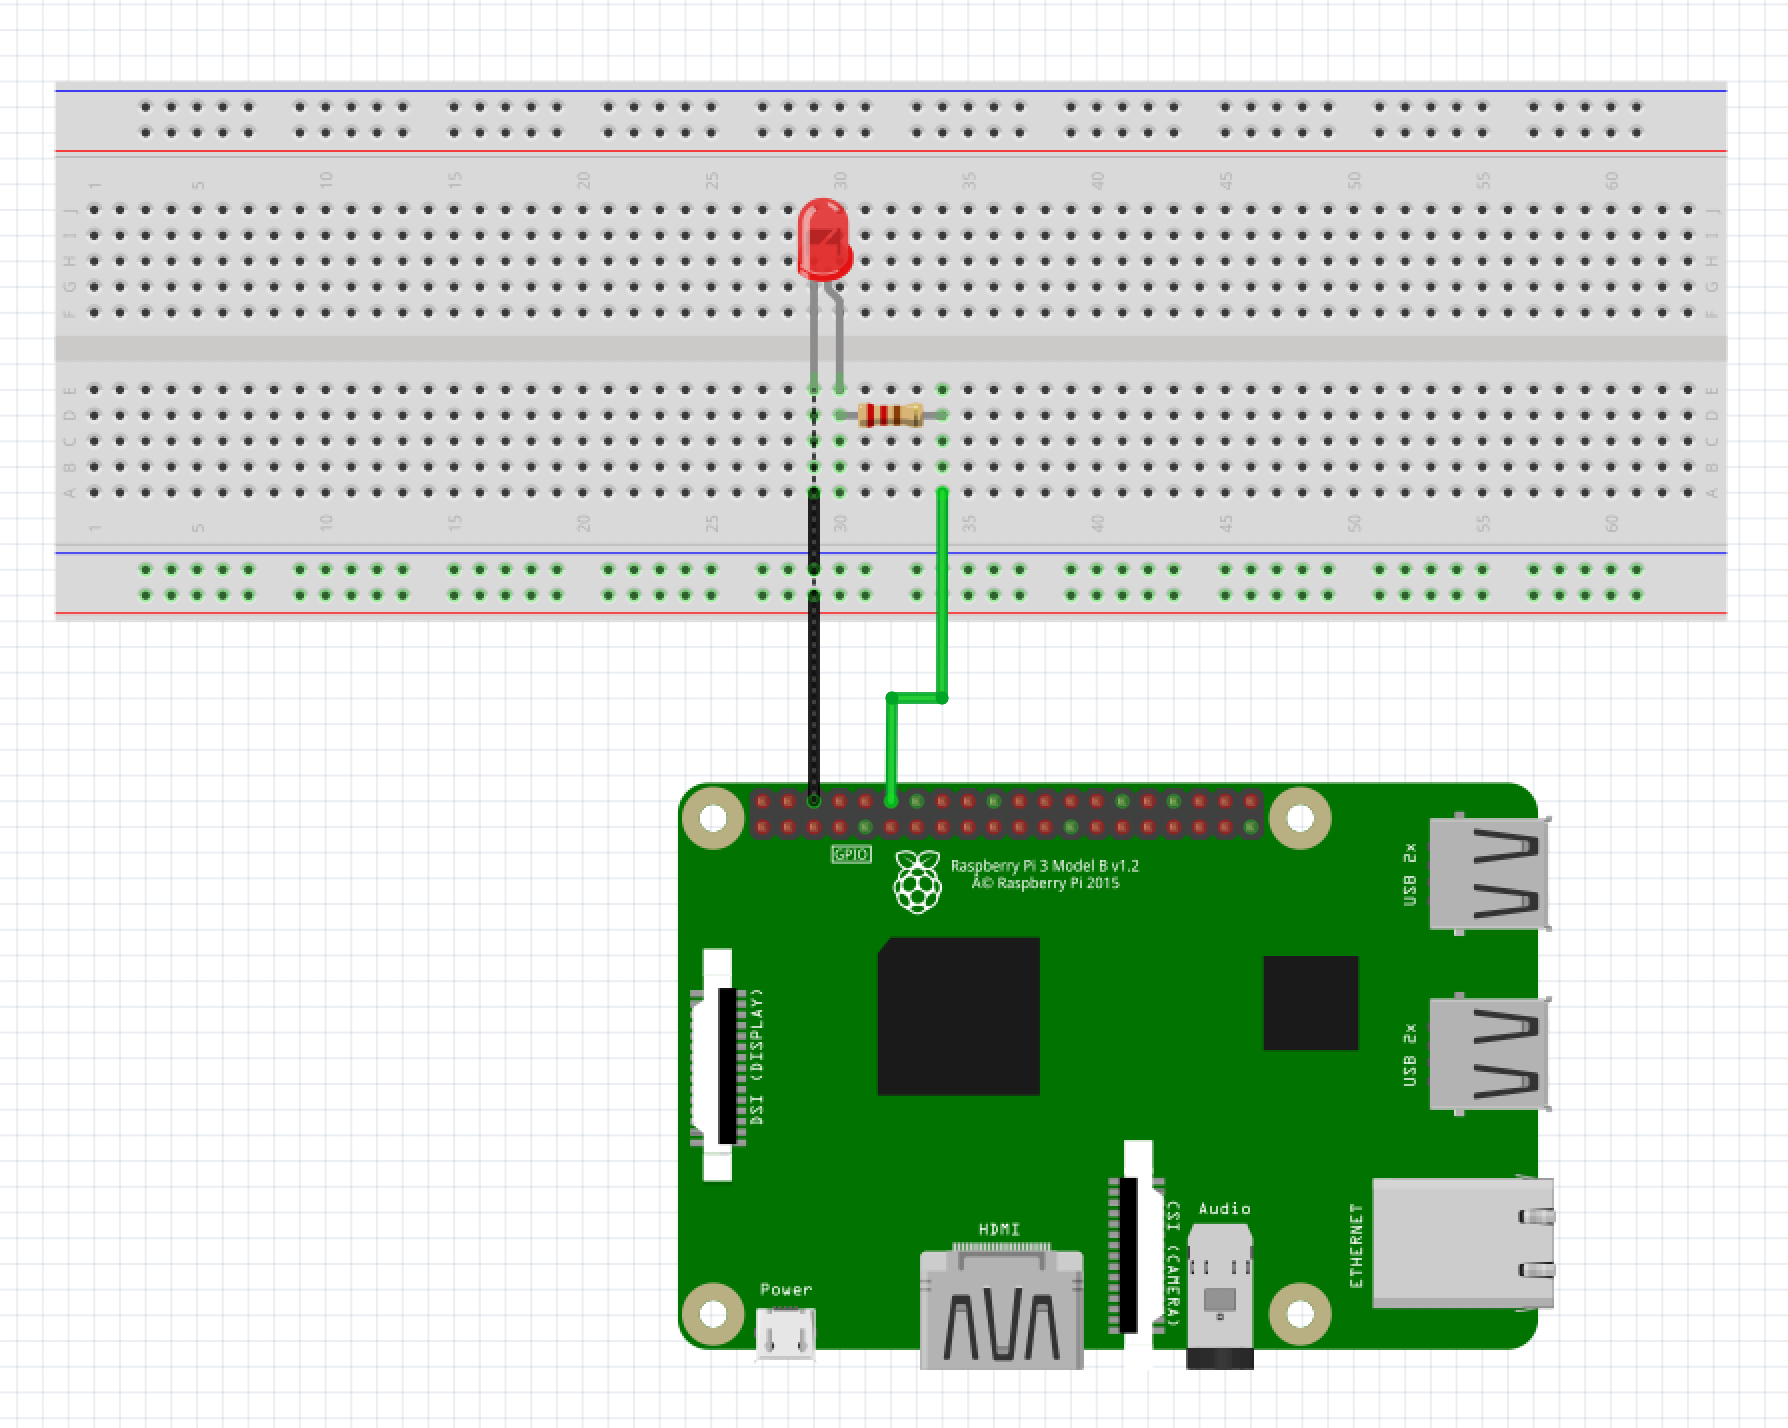 1 5 10 15 20 25 30 35 40 45 50 55 60
J J
I I
H H
G G
F F
E E
D D
C C
B B
A A
1 5 10 15 20 25 30 35 40 45 50 55 60
GPIO
Raspberry Pi 3 Model B v1.2
Â© Raspberry Pi 2015
USB 2x
DSI (DISPLAY)
USB 2x
HDMI
CSI (CAMERA)
Audio
ETHERNET
Power